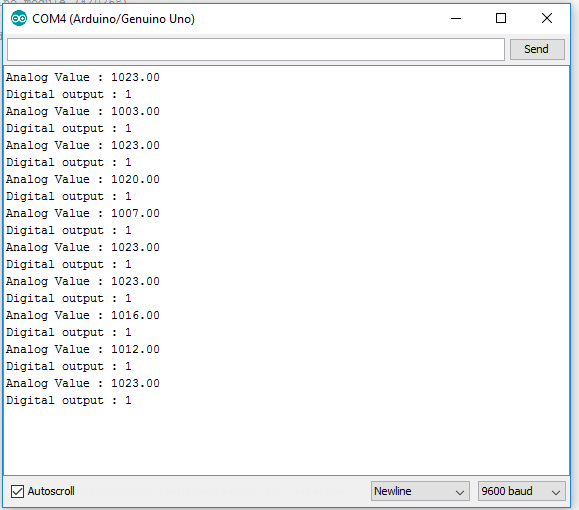 COM4 (Arduino/Genuino Uno)
Send
Analog Value : 1023.00
Digital output : 1
Analog Value : 1003.00
Digital output : 1
Analog Value : 1023.00
Digital output : 1
Analog Value : 1020.00
Digital output : 1
Analog Value : 1007.00
Digital output : 1
Analog Value : 1023.00
Digital output : 1
Analog Value : 1023.00
Digital output : 1
Analog Value : 1016.00
Digital output : 1
Analog Value : 1012.00
Digital output : 1
Analog Value : 1023.00
Digital output : 1
Autoscroll
Newline
9600 baud